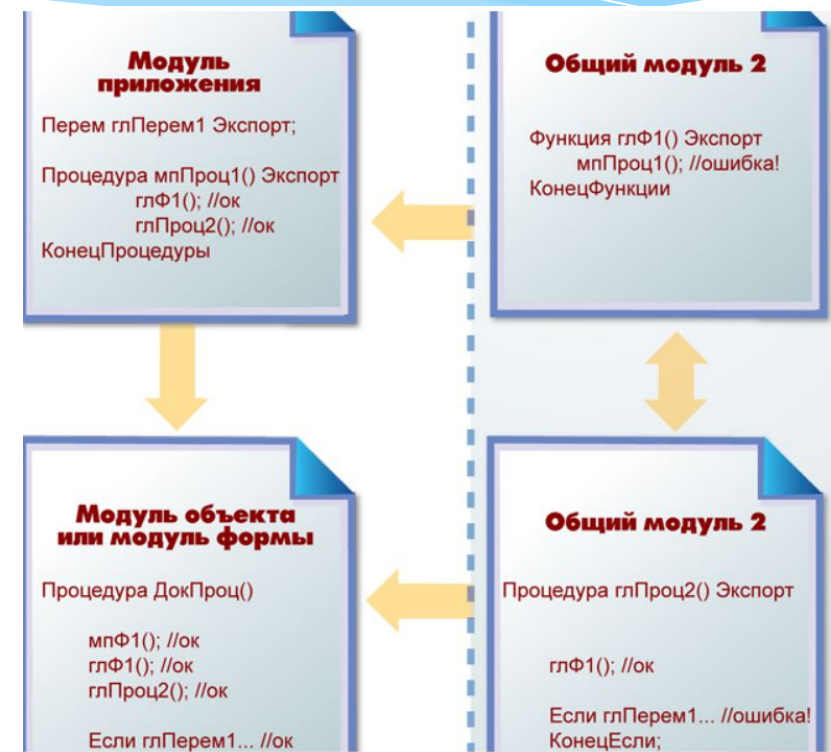 Модуль
приложения
Перем глПерем1 Экспорт;
Процедура мпПроц1() Экспорт
глФ1(); //ок
глПроц2(); //ок
КонецПроцедуры
Общий модуль 2
Функция глФ1() Экспорт
мпПроц1(); //ошибка!
КонецФункции
Модуль объекта
или модуль формы
Процедура ДокПроц()
мпФ1(); //ок
глФ1(); //ок
глПроц2(); //ок
Если глПерем1... //ок
Общий модуль 2
Процедура глПроц2() Экспорт
глФ1(); //ок
Если глПерем1... //ошибка!
КонецЕсли;